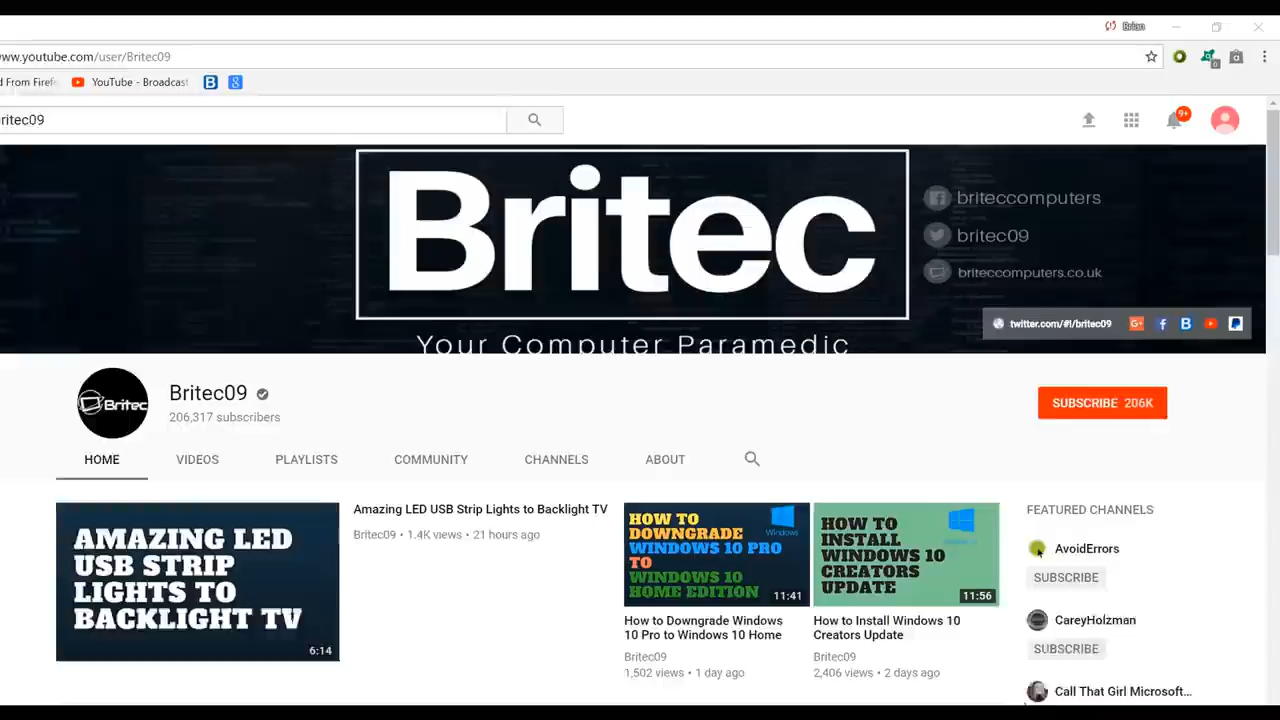 Brian
ww.youtube.com/user/Britec09
d From Firef
YouTube - Broadcast
ritec09
9+
Britec
Your Computer Paramedic
briteccomputers
britec09
briteccomputers.co.uk
twitter.com/#!/britec09
Britec
Britec09
206,317 subscribers
SUBSCRIBE 206K
HOME
VIDEOS
PLAYLISTS
COMMUNITY
CHANNELS
ABOUT
AMAZING LED
USB STRIP
LIGHTS TO
BACKLIGHT TV
6:14
Amazing LED USB Strip Lights to Backlight TV
Britec09 • 1.4K views • 21 hours ago
HOW TO
DOWNGRADE
WINDOWS 10 PRO
TO
WINDOWS 10
HOME EDITION
Windows
11:41
How to Downgrade Windows
10 Pro to Windows 10 Home
Britec09
1,502 views • 1 day ago
HOW TO
INSTALL
WINDOWS 10
CREATORS
UPDATE
11:56
How to Install Windows 10
Creators Update
Britec09
2,406 views • 2 days ago
FEATURED CHANNELS
AvoidErrors
SUBSCRIBE
CareyHolzman
SUBSCRIBE
Call That Girl Microsoft...